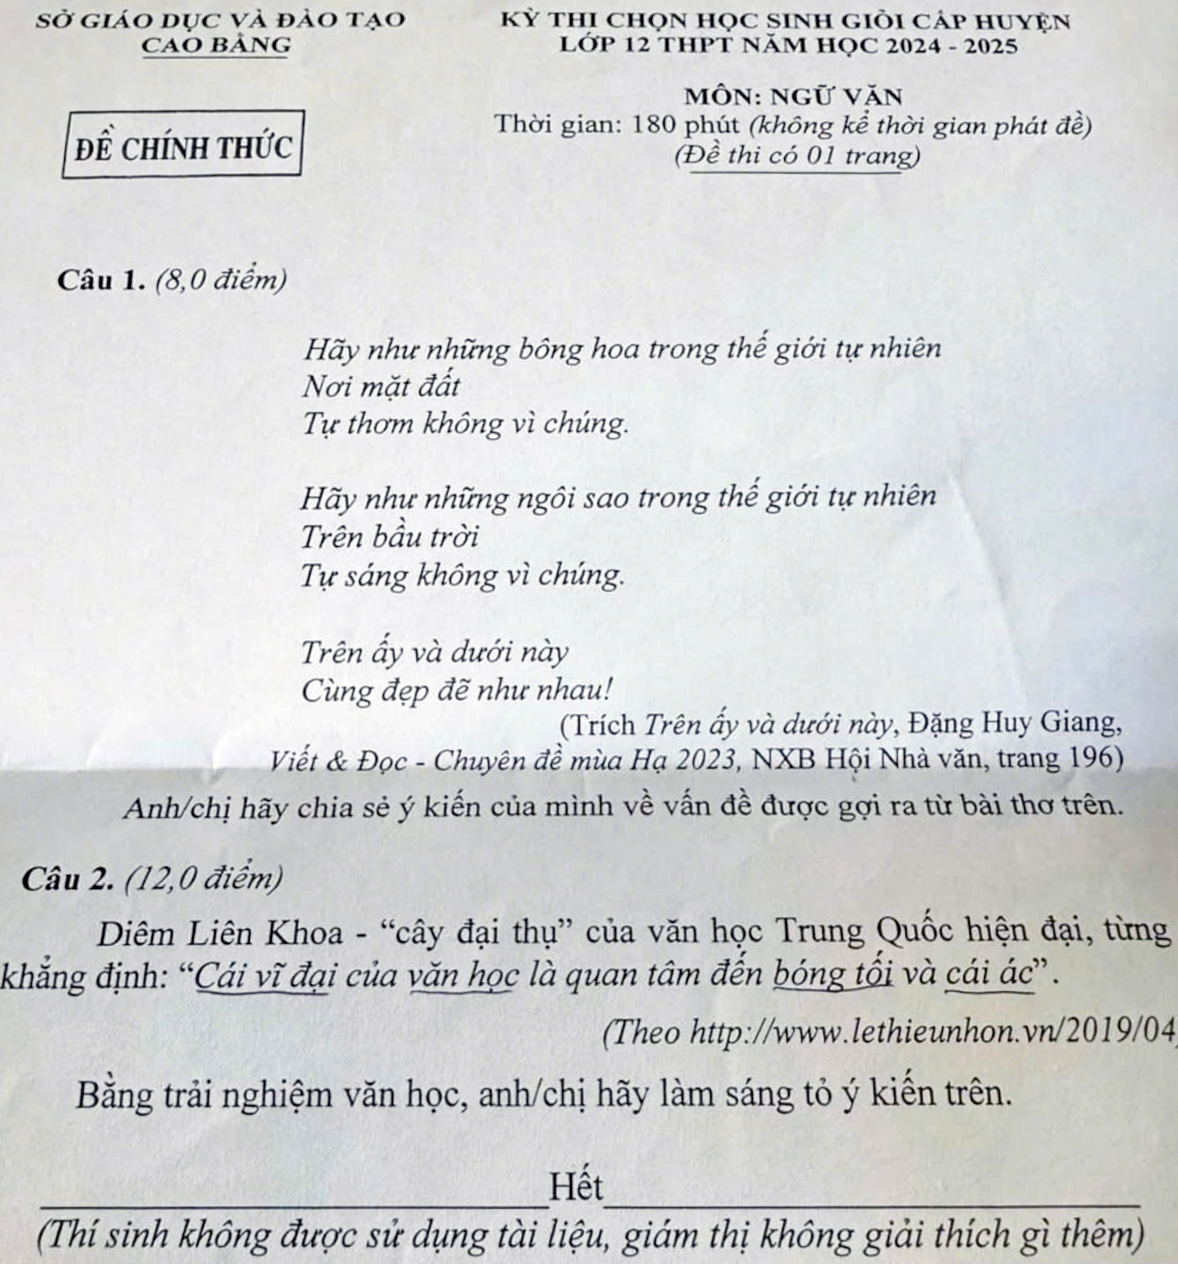 SỞ GIÁO DỤC VÀ ĐÀO TẠO
CAO BẰNG
KỲ THI CHỌN HỌC SINH GIỎI CẤP HUYỆN
LỚP 12 THPT NĂM HỌC 2024 - 2025
ĐỀ CHÍNH THỨC
MÔN: NGỮ VĂN
Thời gian: 180 phút (không kể thời gian phát đề)
(Đề thi có 01 trang)
Câu 1. (8,0 điểm)
Hãy như những bông hoa trong thế giới tự nhiên
Nơi mặt đất
Tự thơm không vì chúng.
Hãy như những ngôi sao trong thế giới tự nhiên
Trên bầu trời
Tự sáng không vì chúng.
Trên ấy và dưới này
Cùng đẹp đẽ như nhau!
(Trích Trên ấy và dưới này, Đặng Huy Giang,
Viết & Đọc - Chuyên đề mùa Hạ 2023, NXB Hội Nhà văn, trang 196)
Anh/chị hãy chia sẻ ý kiến của mình về vấn đề được gợi ra từ bài thơ trên.
Câu 2. (12,0 điểm)
Diêm Liên Khoa - “cây đại thụ” của văn học Trung Quốc hiện đại, từng
khẳng định: “Cái vĩ đại của văn học là quan tâm đến bóng tối và cái ác”.
(Theo http://www.lethieunhon.vn/2019/04
Bằng trải nghiệm văn học, anh/chị hãy làm sáng tỏ ý kiến trên.
Hết
(Thí sinh không được sử dụng tài liệu, giám thị không giải thích gì thêm)